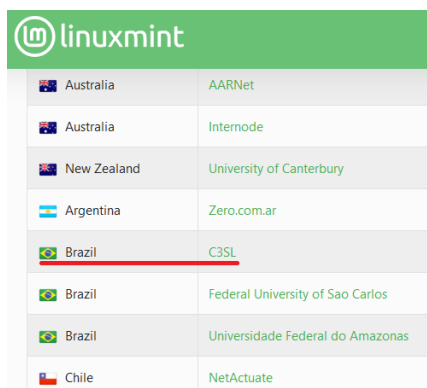 linuxmint
Australia AARNet
Australia Internode
New Zealand University of Canterbury
Argentina Zero.com.ar
Brazil C3SL
Brazil Federal University of Sao Carlos
Brazil Universidade Federal do Amazonas
Chile NetActuate